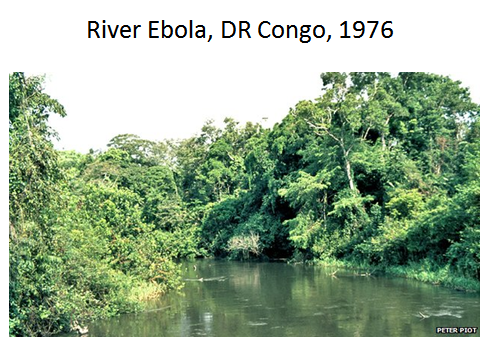 River Ebola, DR Congo, 1976
PETER PIOT